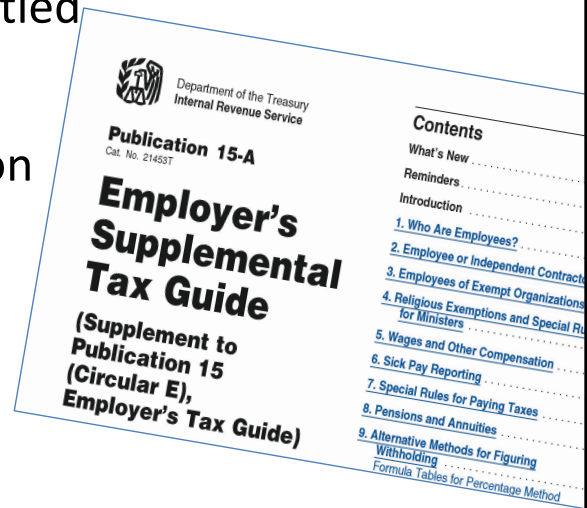 Department of the Treasury
Internal Revenue Service
Publication 15-A
Cat. No. 21453T
Employer's
Supplemental
Tax Guide
(Supplement to
Publication 15
(Circular E),
Employer's Tax Guide)
Contents
What's New
Reminders
Introduction
1. Who Are Employees?
2. Employee or Independent
3. Employees of Exempt Organizations
4. Religious Exemptions and Special
for Ministers
5. Wages and Other Compensation
6. Sick Pay Reporting
7. Special Rules for Paying Taxes
8. Pensions and Annuities
9. Alternative Methods for Figuring
Withholding
Formula Tables for Percentage Method